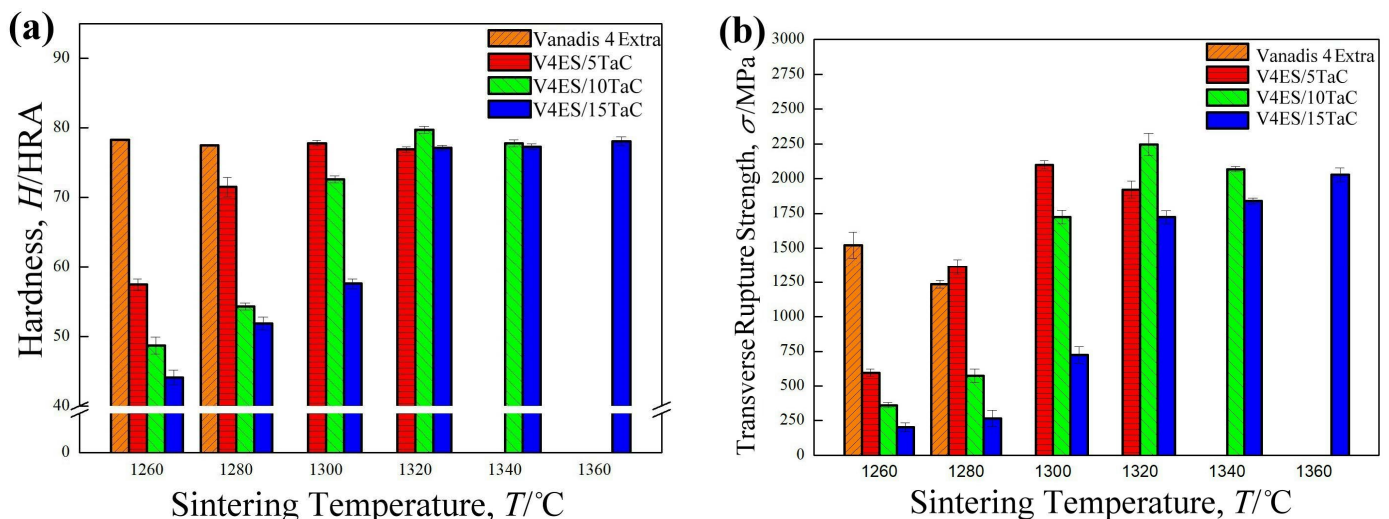 (a)
Vanadis 4 Extra
V4ES/5TaC
V4ES/10TaC
V4ES/15TaC
Hardness, H/HRA
90
80
70
60
50
40
0
1260 1280 1300 1320 1340 1360
Sintering Temperature, T/℃
(b)
Vanadis 4 Extra
V4ES/5TaC
V4ES/10TaC
V4ES/15TaC
Transverse Rupture Strength, σ/MPa
3000
2750
2500
2250
2000
1750
1500
1250
1000
750
500
250
0
1260 1280 1300 1320 1340 1360
Sintering Temperature, T/℃